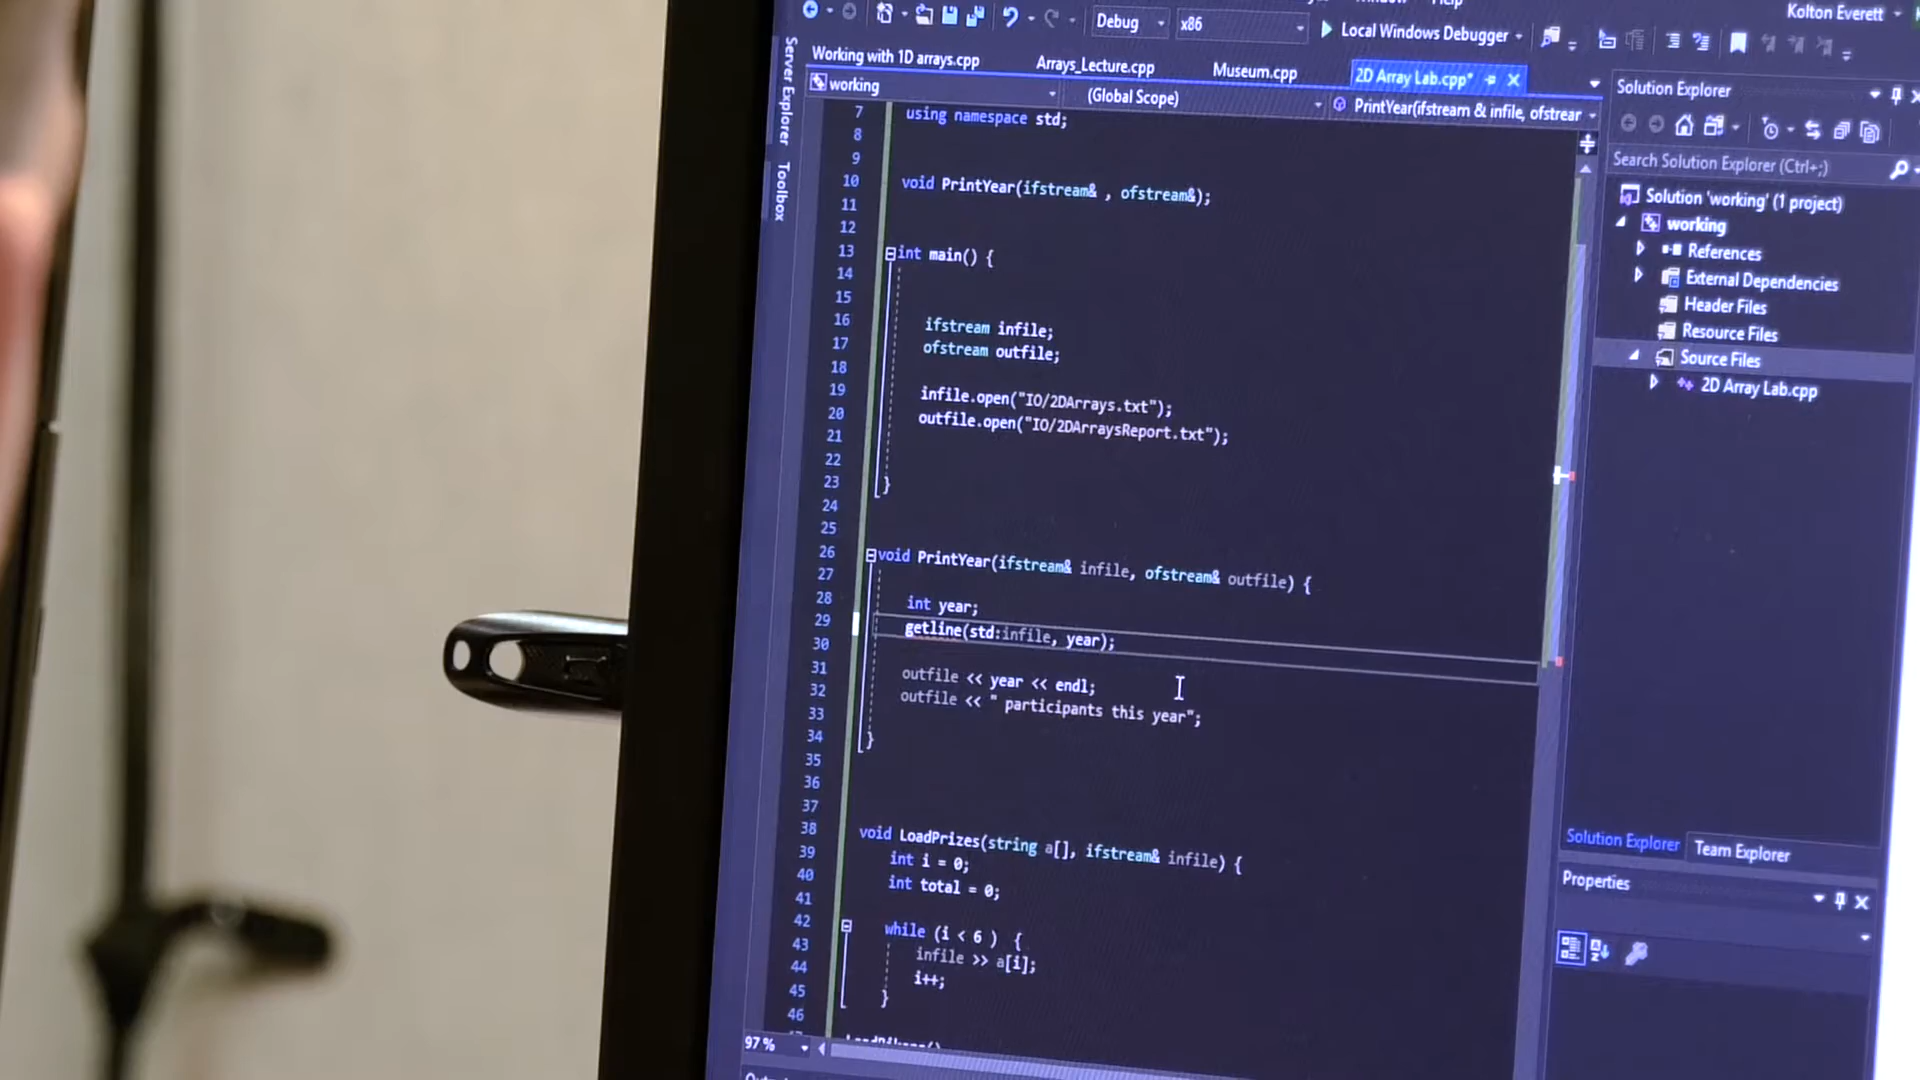 Kolton Everett
Debug
x86
Local Windows Debugger
Working with 1D arrays.cpp
Arrays_Lecture.cpp
Museum.cpp
2D Array Lab.cpp*
working
(Global Scope)
PrintYear(ifstream & infile, ofstrear
Server Explorer
Toolbox
7 using namespace std;
8
9
10 void PrintYear(ifstream& , ofstream&);
11
12
13 int main() {
14
15
16 ifstream infile;
17 ofstream outfile;
18
19 infile.open("IO/2DArrays.txt");
20 outfile.open("IO/2DArraysReport.txt");
21
22
23 }
24
25
26 void PrintYear(ifstream& infile, ofstream& outfile) {
27
28 int year;
29 getline(std:infile, year);
30
31 outfile << year << endl;
32 outfile << " participants this year";
33
34 }
35
36
37
38 void LoadPrizes(string a[], ifstream& infile) {
39 int i = 0;
40 int total = 0;
41
42 while (i < 6 ) {
43 infile >> a[i];
44 i++;
45 }
46
97 %
Solution Explorer
Search Solution Explorer (Ctrl+;)
Solution 'working' (1 project)
working
References
External Dependencies
Header Files
Resource Files
Source Files
2D Array Lab.cpp
Solution Explorer
Team Explorer
Properties